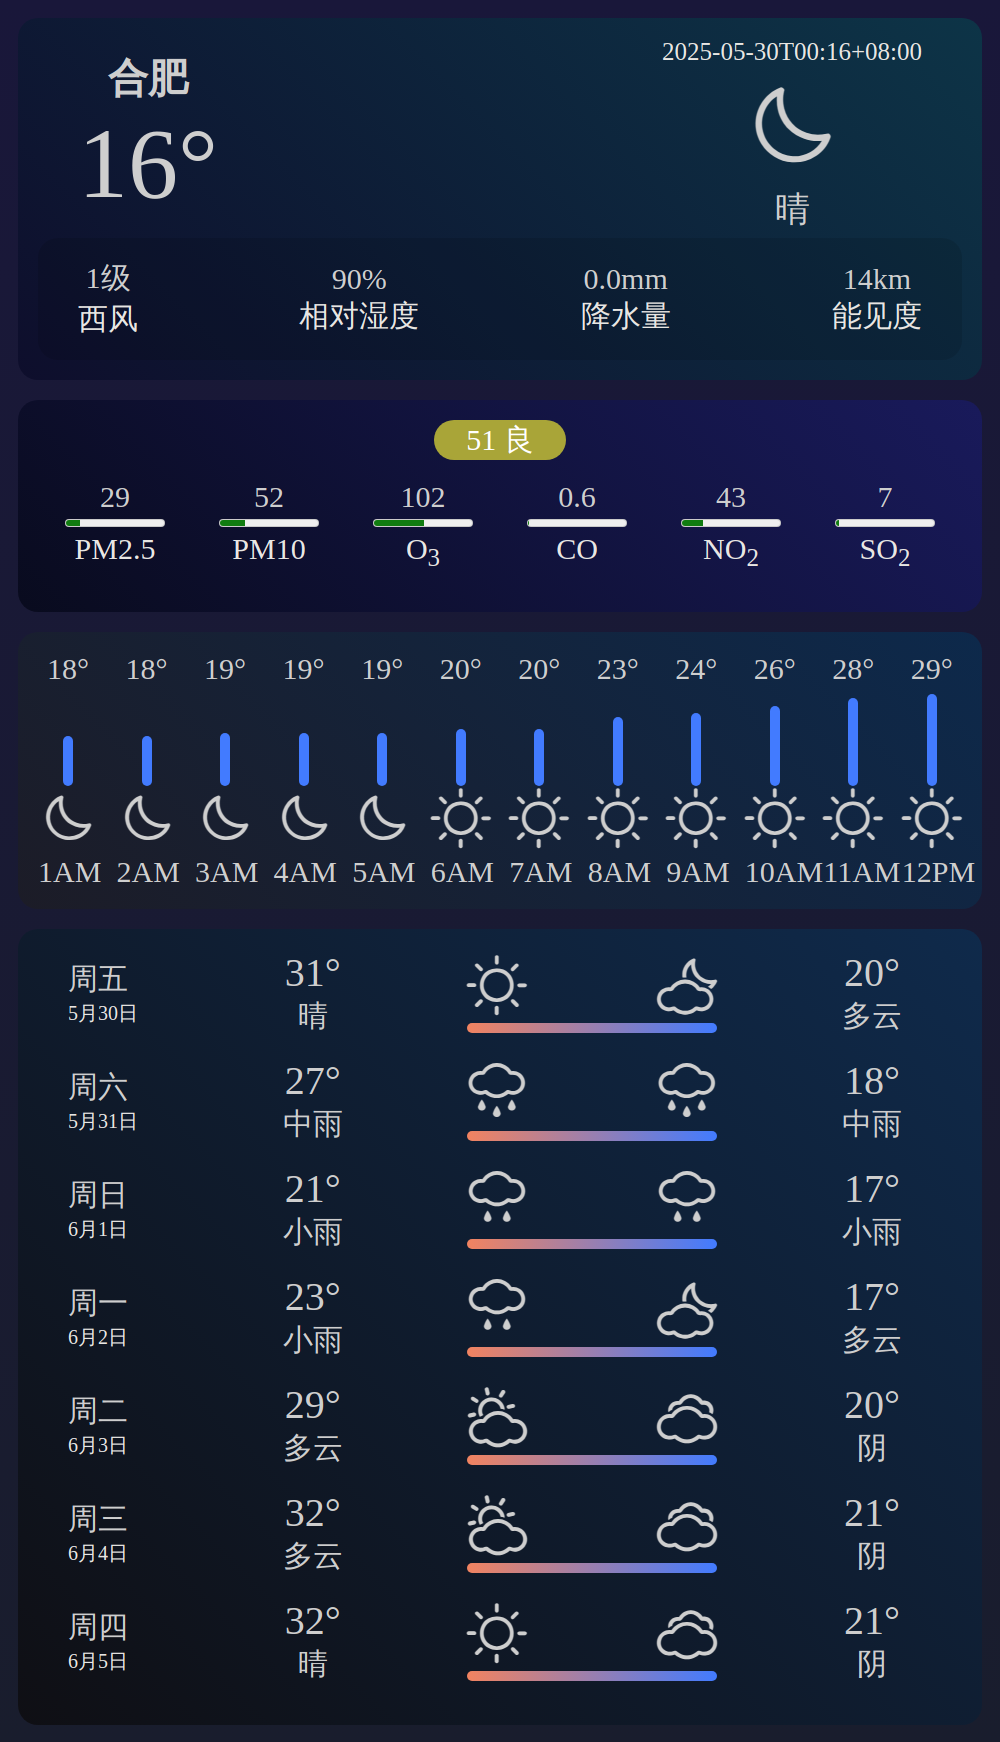 合肥
16°
2025-05-30T00:16+08:00
晴
1级 90% 0.0mm 14km
西风 相对湿度 降水量 能见度
51 良
29 52 102 0.6 43 7
PM2.5 PM10 O3 CO NO2 SO2
18° 18° 19° 19° 19° 20° 20° 23° 24° 26° 28° 29°
1AM 2AM 3AM 4AM 5AM 6AM 7AM 8AM 9AM 10AM 11AM 12PM
周五 31° 20°
5月30日 晴 多云
周六 27° 18°
5月31日 中雨 中雨
周日 21° 17°
6月1日 小雨 小雨
周一 23° 17°
6月2日 小雨 多云
周二 29° 20°
6月3日 多云 阴
周三 32° 21°
6月4日 多云 阴
周四 32° 21°
6月5日 晴 阴